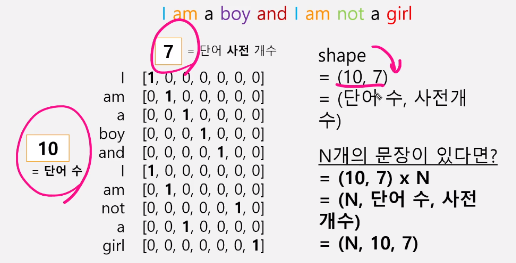 I am a boy and I am not a girl
7 = 단어 사전 개수
I [1, 0, 0, 0, 0, 0, 0]
am [0, 1, 0, 0, 0, 0, 0]
a [0, 0, 1, 0, 0, 0, 0]
boy [0, 0, 0, 1, 0, 0, 0]
and [0, 0, 0, 0, 1, 0, 0]
I [1, 0, 0, 0, 0, 0, 0]
am [0, 1, 0, 0, 0, 0, 0]
not [0, 0, 0, 0, 0, 1, 0]
a [0, 0, 1, 0, 0, 0, 0]
girl [0, 0, 0, 0, 0, 0, 1]
10
= 단어 수
shape
= (10, 7)
= (단어 수, 사전개
수)
N개의 문장이 있다면?
= (10, 7) x N
= (N, 단어 수, 사전
개수)
= (N, 10, 7)